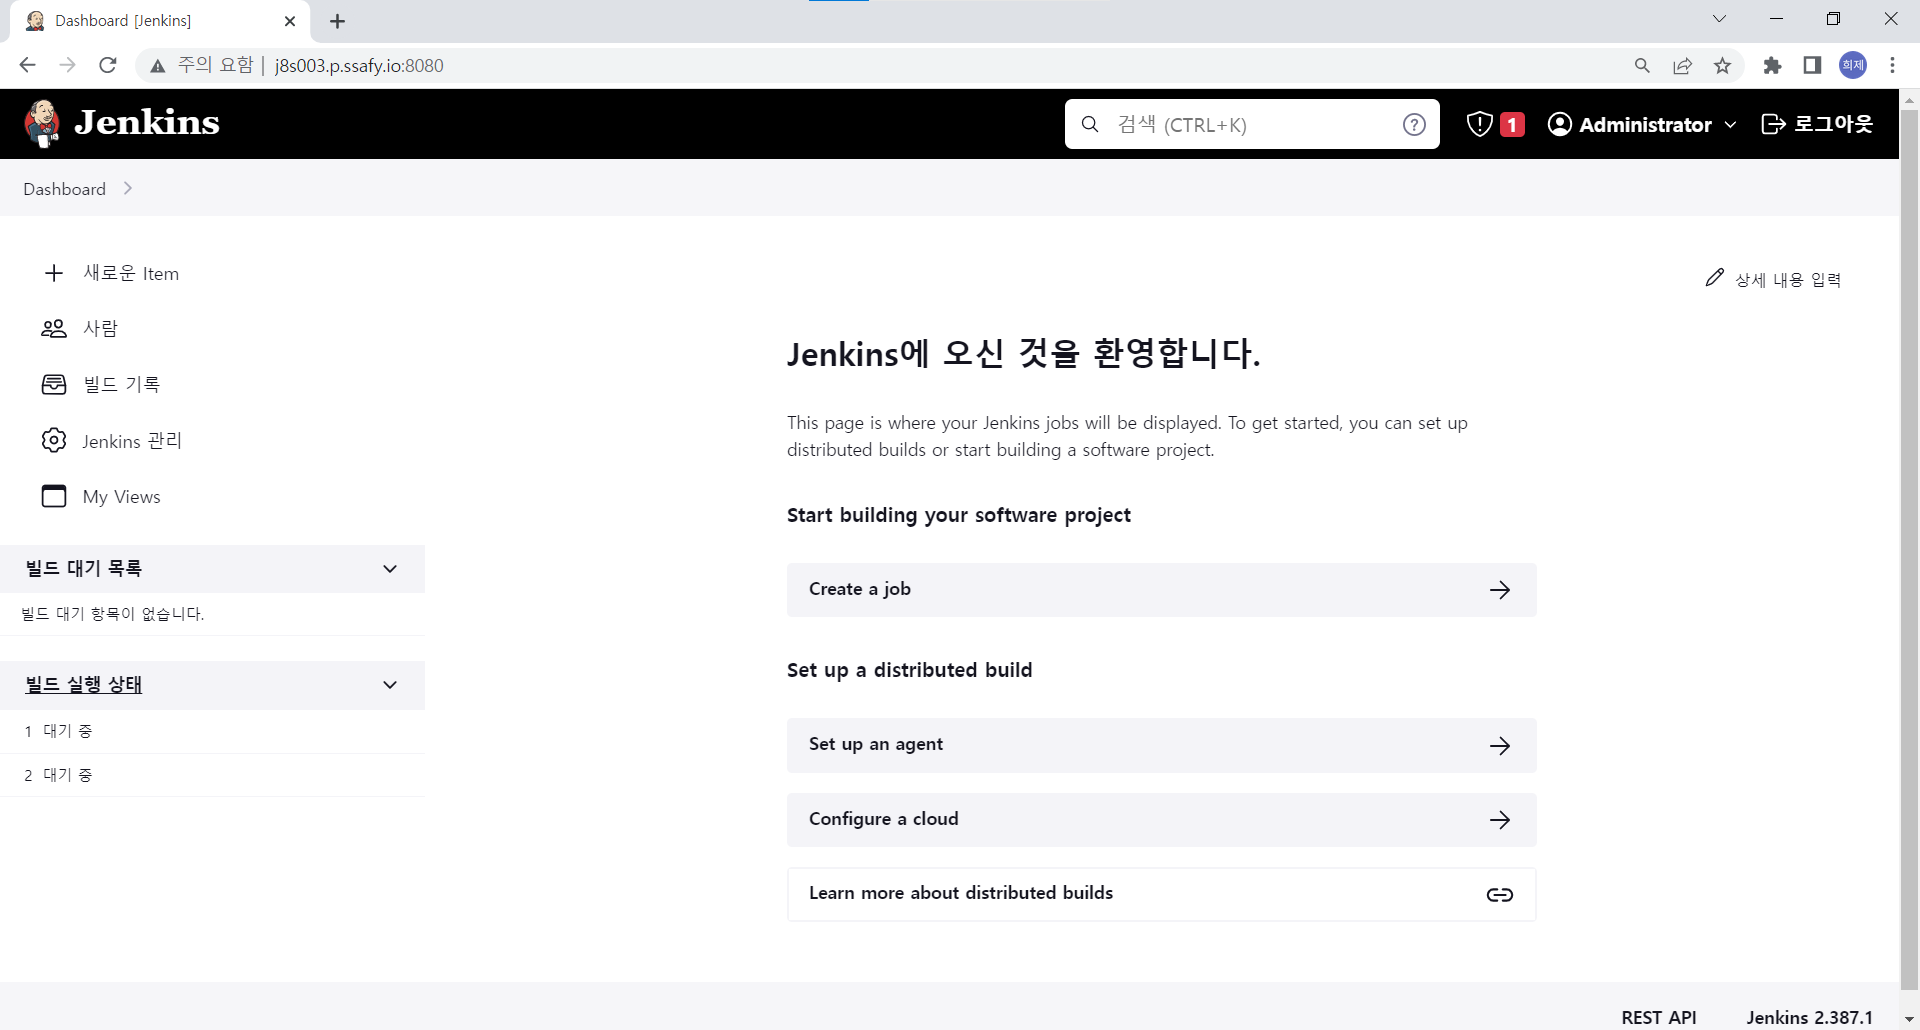 Dashboard [Jenkins]
주의 요함 | j8s003.p.ssafy.io:8080
희제
Jenkins
검색 (CTRL+K)
1
Administrator
로그아웃
Dashboard
새로운 Item
사람
빌드 기록
Jenkins 관리
My Views
빌드 대기 목록
빌드 대기 항목이 없습니다.
빌드 실행 상태
1 대기 중
2 대기 중
상세 내용 입력
Jenkins에 오신 것을 환영합니다.
This page is where your Jenkins jobs will be displayed. To get started, you can set up
distributed builds or start building a software project.
Start building your software project
Create a job
Set up a distributed build
Set up an agent
Configure a cloud
Learn more about distributed builds
REST API
Jenkins 2.387.1